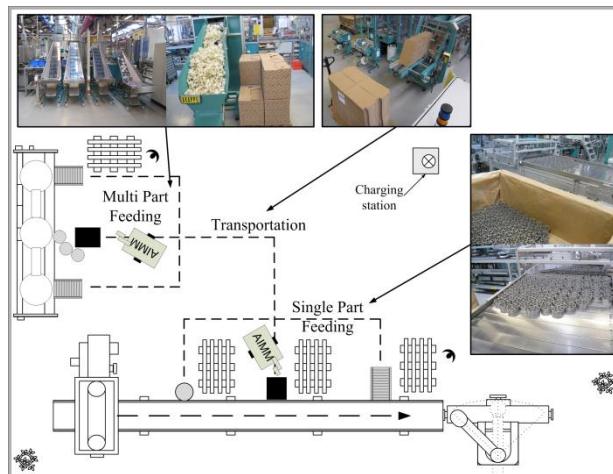 Multi Part
Feeding
Transportation
Charging
station
AIMM
Single Part
Feeding
AIMM